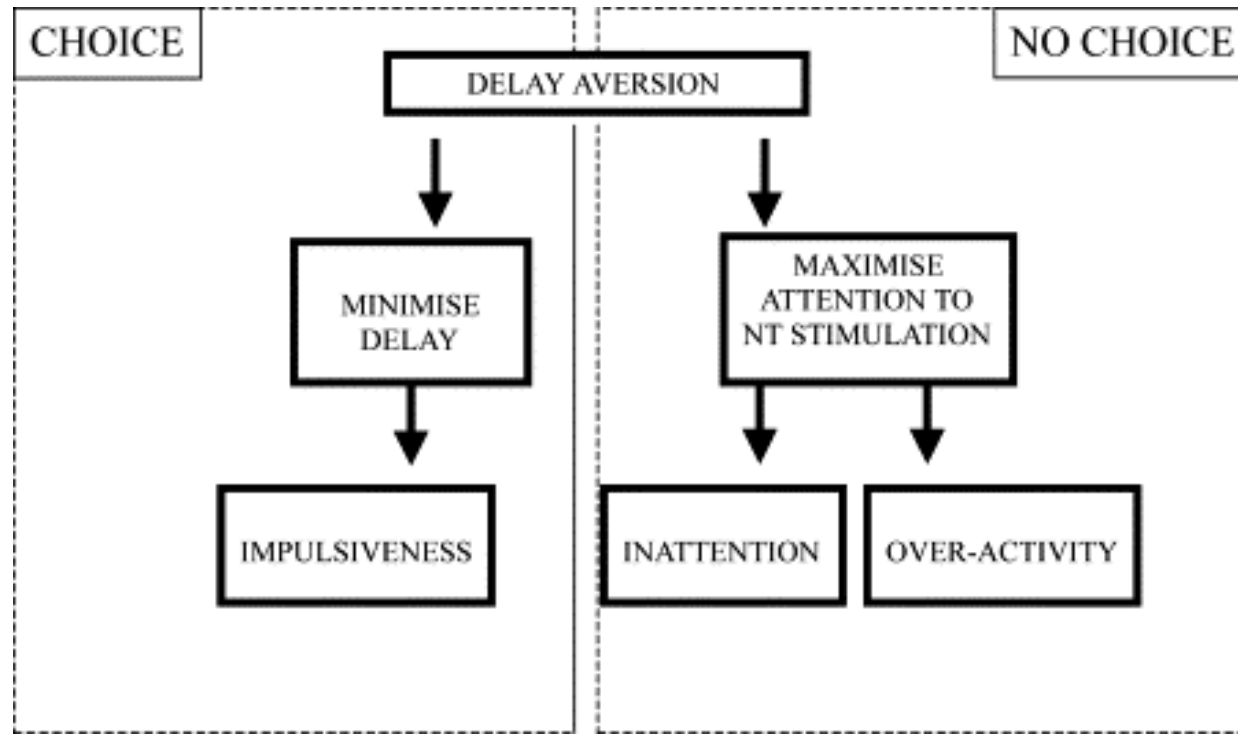 CHOICE
NO CHOICE
DELAY AVERSION
MINIMISE
DELAY
MAXIMISE
ATTENTION TO
NT STIMULATION
IMPULSIVENESS
INATTENTION
OVER-ACTIVITY